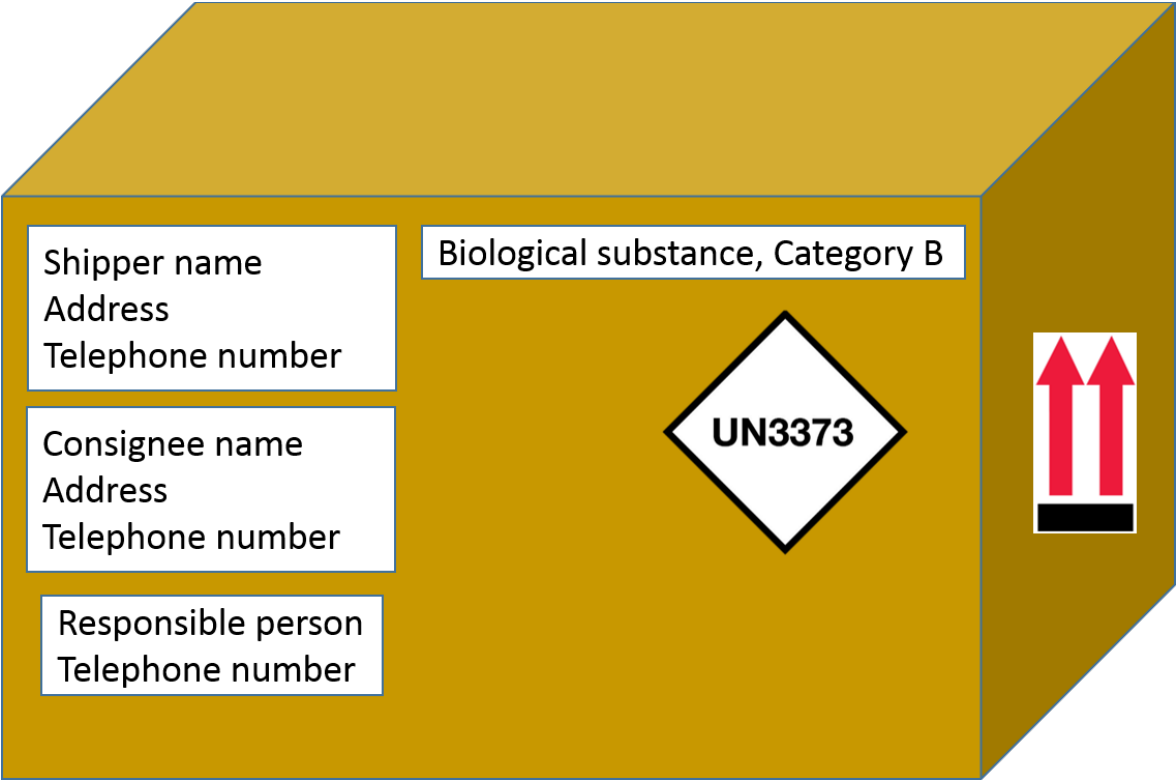 Shipper name
Address
Telephone number
Biological substance, Category B
Consignee name
Address
Telephone number
UN3373
Responsible person
Telephone number